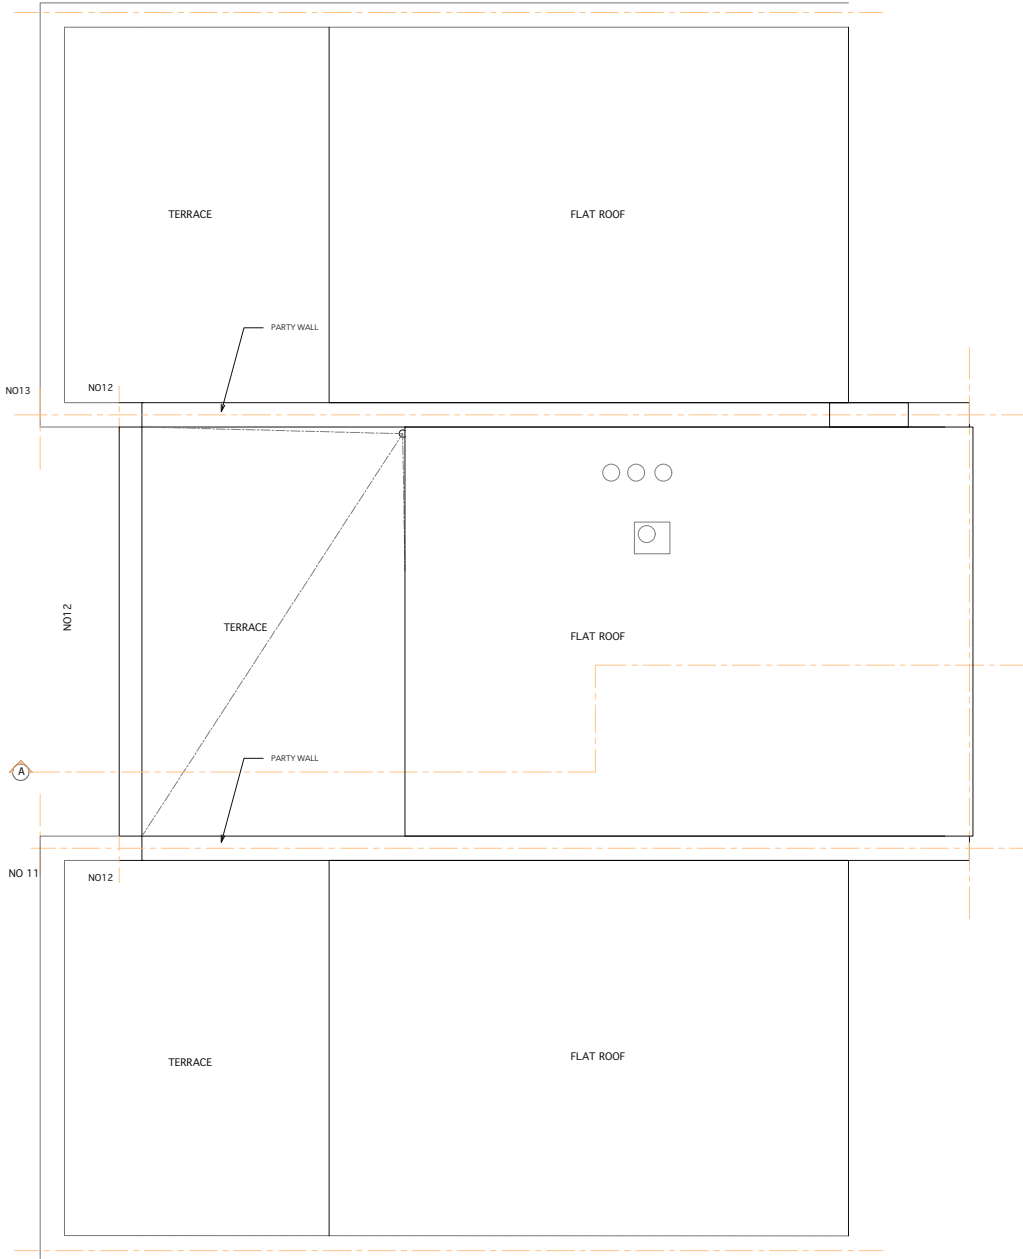 TERRACE
FLAT ROOF
PARTY WALL
NO13
NO12
NO12
TERRACE
FLAT ROOF
PARTY WALL
A
NO 11
NO12
TERRACE
FLAT ROOF